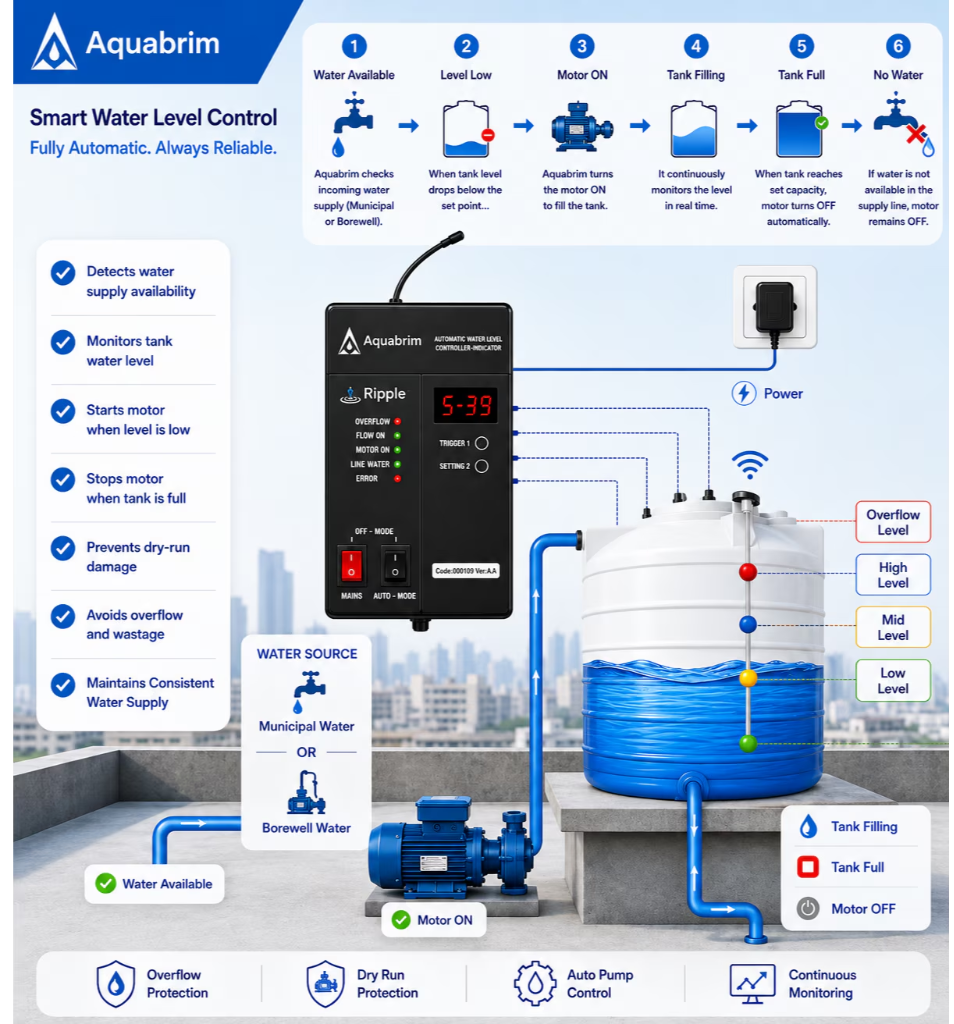 Aquabrim
Smart Water Level Control
Fully Automatic. Always Reliable.
1
Water Available
Aquabrim checks
incoming water
supply (Municipal
or Borewell).
2
Level Low
When tank level
drops below the
set point...
3
Motor ON
Aquabrim turns
the motor ON
to fill the tank.
4
Tank Filling
It continuously
monitors the level
in real time.
5
Tank Full
When tank reaches
set capacity,
motor turns OFF
automatically.
6
No Water
If water is not
available in the
supply line, motor
remains OFF.
Detects water
supply availability
Monitors tank
water level
Starts motor
when level is low
Stops motor
when tank is full
Prevents dry-run
damage
Avoids overflow
and wastage
Maintains Consistent
Water Supply
Aquabrim
AUTOMATIC WATER LEVEL
CONTROLLER-INDICATOR
Ripple
OVERFLOW
FLOW ON
MOTOR ON
LINE WATER
ERROR
5-39
TRIGGER 1
SETTING 2
OFF - MODE
I
I
I
O
I
O
MAINS
AUTO - MODE
Code:000109 Ver:A.A
Power
Overflow
Level
High
Level
Mid
Level
Low
Level
WATER SOURCE
Municipal Water
OR
Borewell Water
Water Available
Motor ON
Tank Filling
Tank Full
Motor OFF
Overflow
Protection
Dry Run
Protection
Auto Pump
Control
Continuous
Monitoring